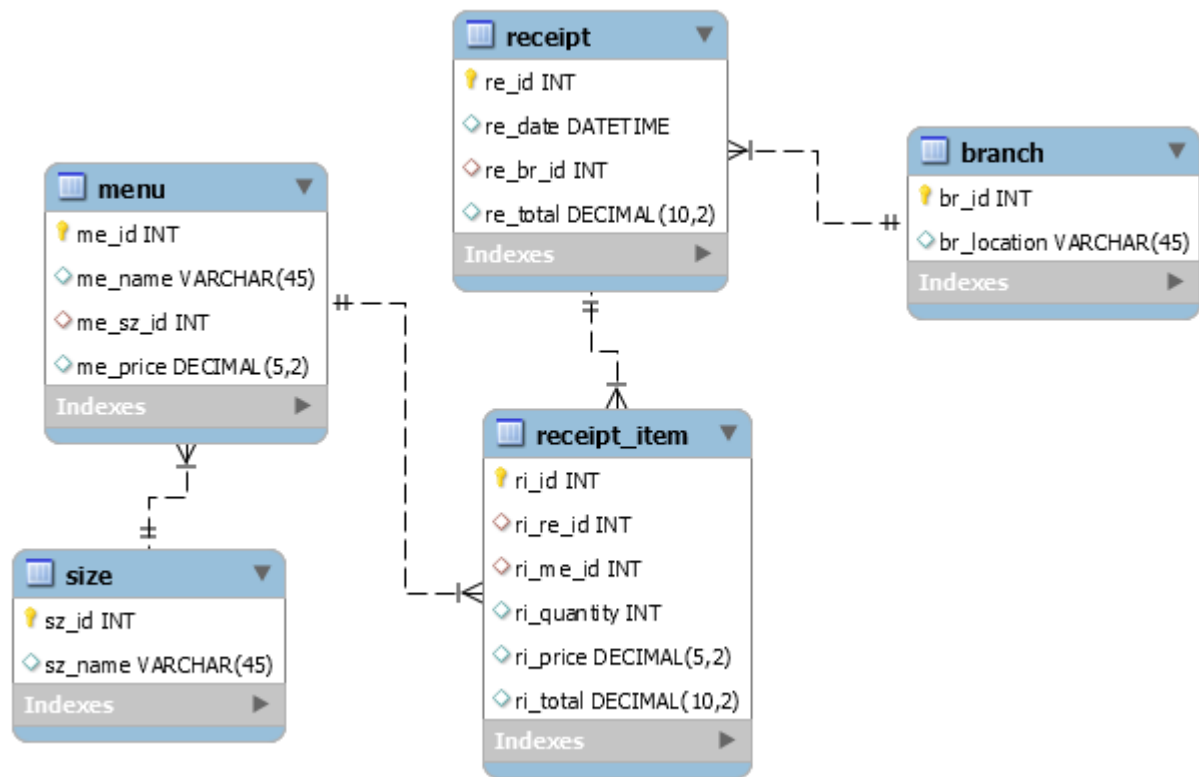 receipt
re_id INT
re_date DATETIME
re_br_id INT
re_total DECIMAL(10,2)
Indexes
branch
br_id INT
br_location VARCHAR(45)
Indexes
menu
me_id INT
me_name VARCHAR(45)
me_sz_id INT
me_price DECIMAL(5,2)
Indexes
receipt_item
ri_id INT
ri_re_id INT
ri_me_id INT
ri_quantity INT
ri_price DECIMAL(5,2)
ri_total DECIMAL(10,2)
Indexes
size
sz_id INT
sz_name VARCHAR(45)
Indexes